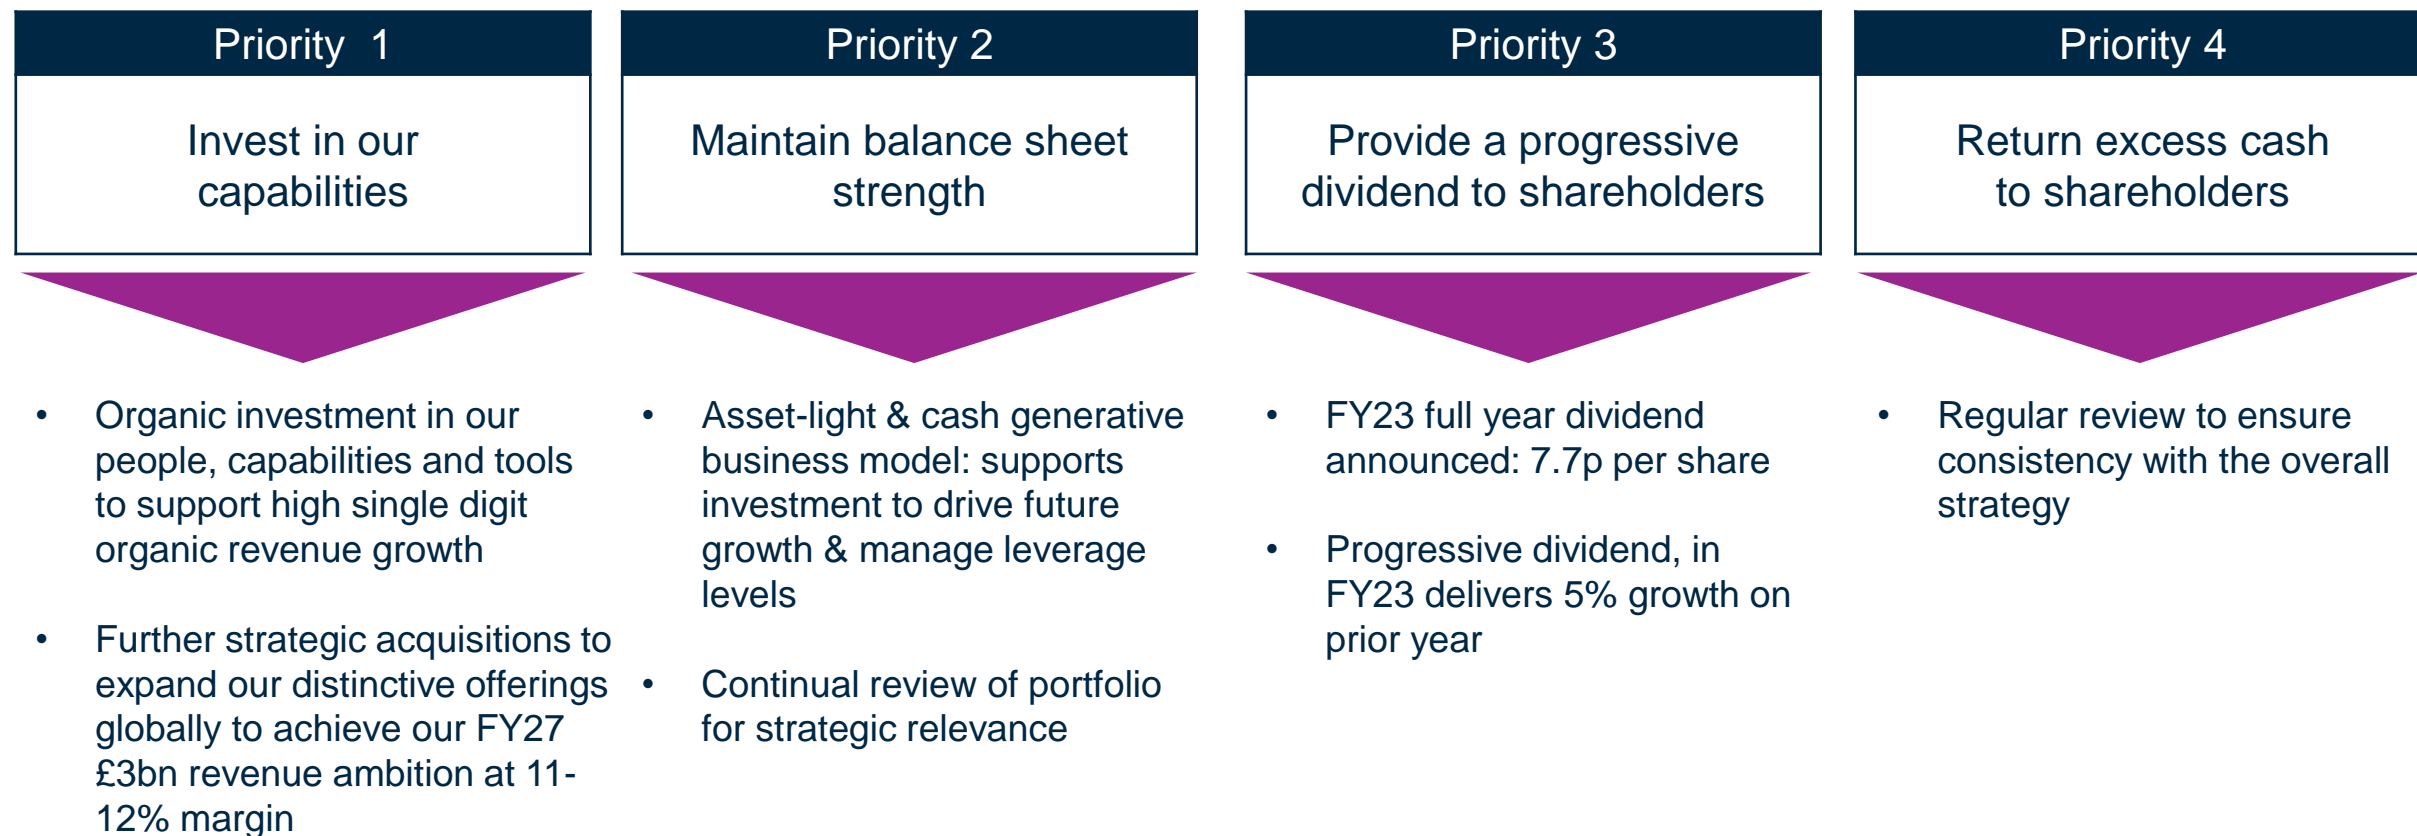 Priority 1
Invest in our
capabilities
• Organic investment in our
people, capabilities and tools
to support high single digit
organic revenue growth
• Further strategic acquisitions to
expand our distinctive offerings
globally to achieve our FY27
£3bn revenue ambition at 11-
12% margin
Priority 2
Maintain balance sheet
strength
• Asset-light & cash generative
business model: supports
investment to drive future
growth & manage leverage
levels
• Continual review of portfolio
for strategic relevance
Priority 3
Provide a progressive
dividend to shareholders
• FY23 full year dividend
announced: 7.7p per share
• Progressive dividend, in
FY23 delivers 5% growth on
prior year
Priority 4
Return excess cash
to shareholders
• Regular review to ensure
consistency with the overall
strategy